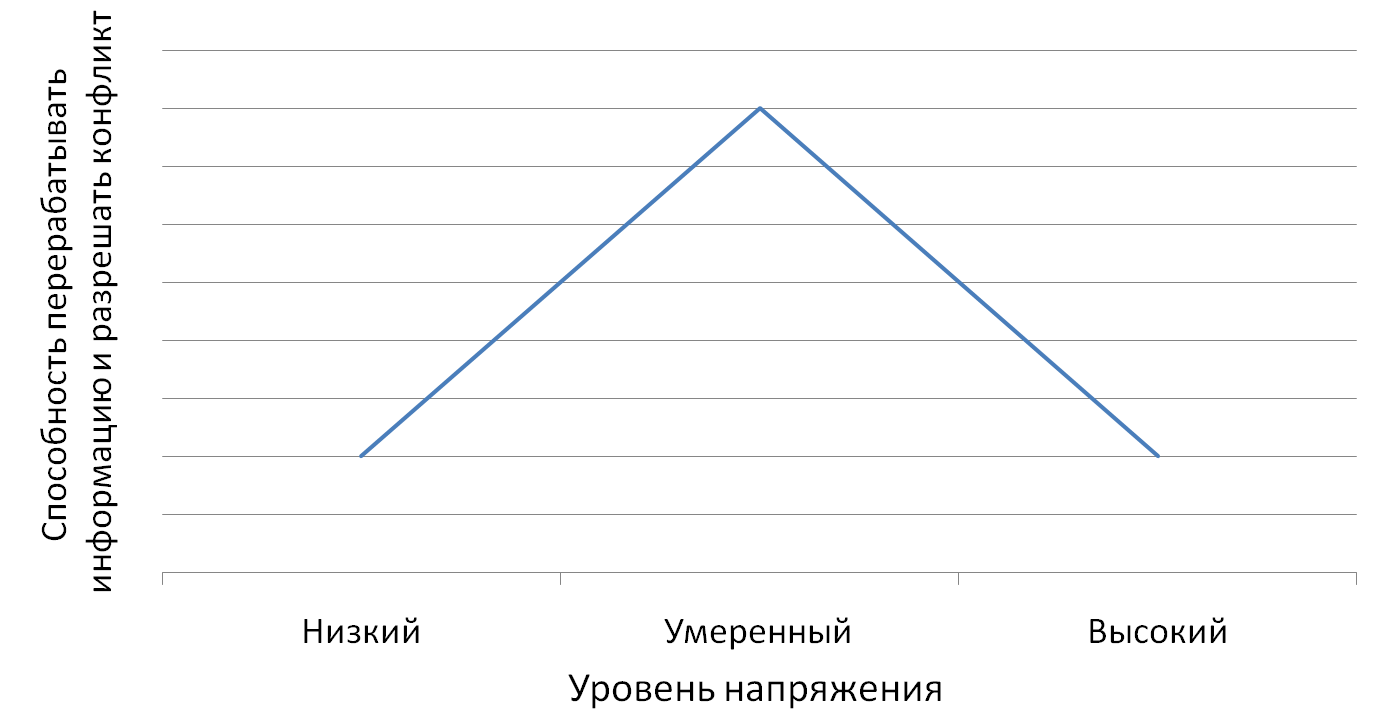 Способность перерабатывать
информацию и разрешать конфликт
Низкий
Умеренный
Высокий
Уровень напряжения